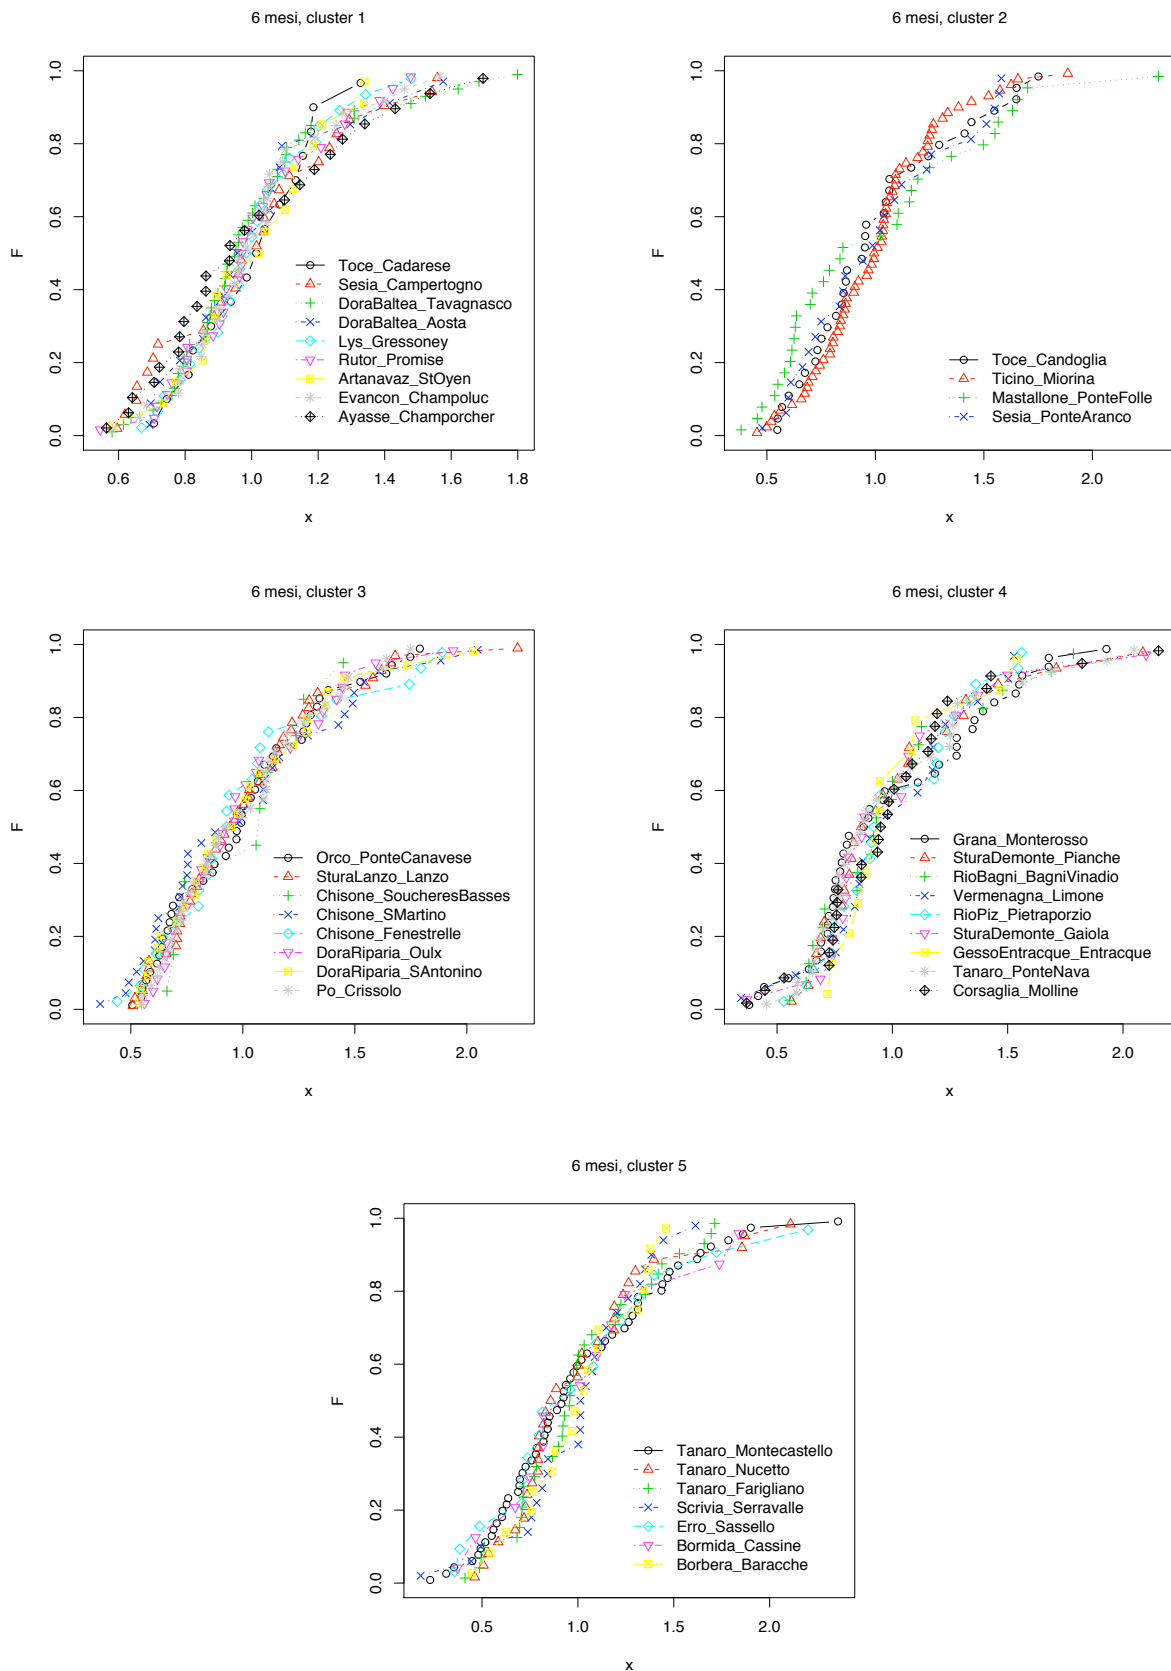 6 mesi, cluster 1
1.0
0.8
0.6
0.4
0.2
0.0
F
Toce_Cadarese
Sesia_Campertogno
DoraBaltea_Tavagnasco
DoraBaltea_Aosta
Lys_Gressoney
Rutor_Promise
Artanavaz_StOyen
Evancon_Champoluc
Ayasse_Champorcher
0.6 0.8 1.0 1.2 1.4 1.6 1.8
x
6 mesi, cluster 2
1.0
0.8
0.6
0.4
0.2
0.0
F
Toce_Candoglia
Ticino_Miorina
Mastallone_PonteFolle
Sesia_PonteAranco
0.5 1.0 1.5 2.0
x
6 mesi, cluster 3
1.0
0.8
0.6
0.4
0.2
0.0
F
Orco_PonteCanavese
SturaLanzo_Lanzo
Chisone_SoucheresBasses
Chisone_SMartino
Chisone_Fenestrelle
DoraRiparia_Oulx
DoraRiparia_SAntonino
Po_Crissolo
0.5 1.0 1.5 2.0
x
6 mesi, cluster 4
1.0
0.8
0.6
0.4
0.2
0.0
F
Grana_Monterosso
SturaDemonte_Pianche
RioBagni_BagniVinadio
Vermenagna_Limone
RioPiz_Pietraporzio
SturaDemonte_Gaiola
GessoEntracque_Entracque
Tanaro_PonteNava
Corsaglia_Molline
0.5 1.0 1.5 2.0
x
6 mesi, cluster 5
1.0
0.8
0.6
0.4
0.2
0.0
F
Tanaro_Montecastello
Tanaro_Nucetto
Tanaro_Farigliano
Scrivia_Serravalle
Erro_Sassello
Bormida_Cassine
Borbera_Baracche
0.5 1.0 1.5 2.0
x